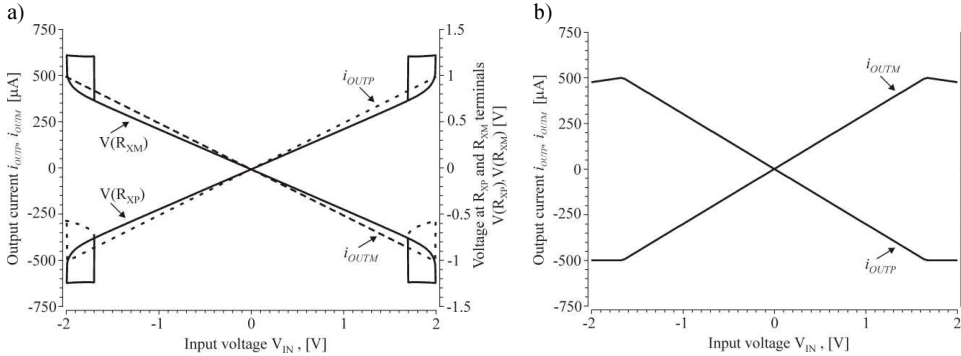 a)
Output current i_OUTP, i_OUTM [µA]
750
500
250
0
-250
-500
-750
-2
-1
0
1
2
Input voltage V_IN , [V]
1.5
1
0.5
0
-0.5
-1
-1.5
Voltage at R_XP and R_XM terminals
V(R_XP),V(R_XM) [V]
i_OUTP
V(R_XM)
V(R_XP)
i_OUTM
b)
Output current i_OUTP, i_OUTM [µA]
750
500
250
0
-250
-500
-750
-2
-1
0
1
2
Input voltage V_IN , [V]
i_OUTM
i_OUTP